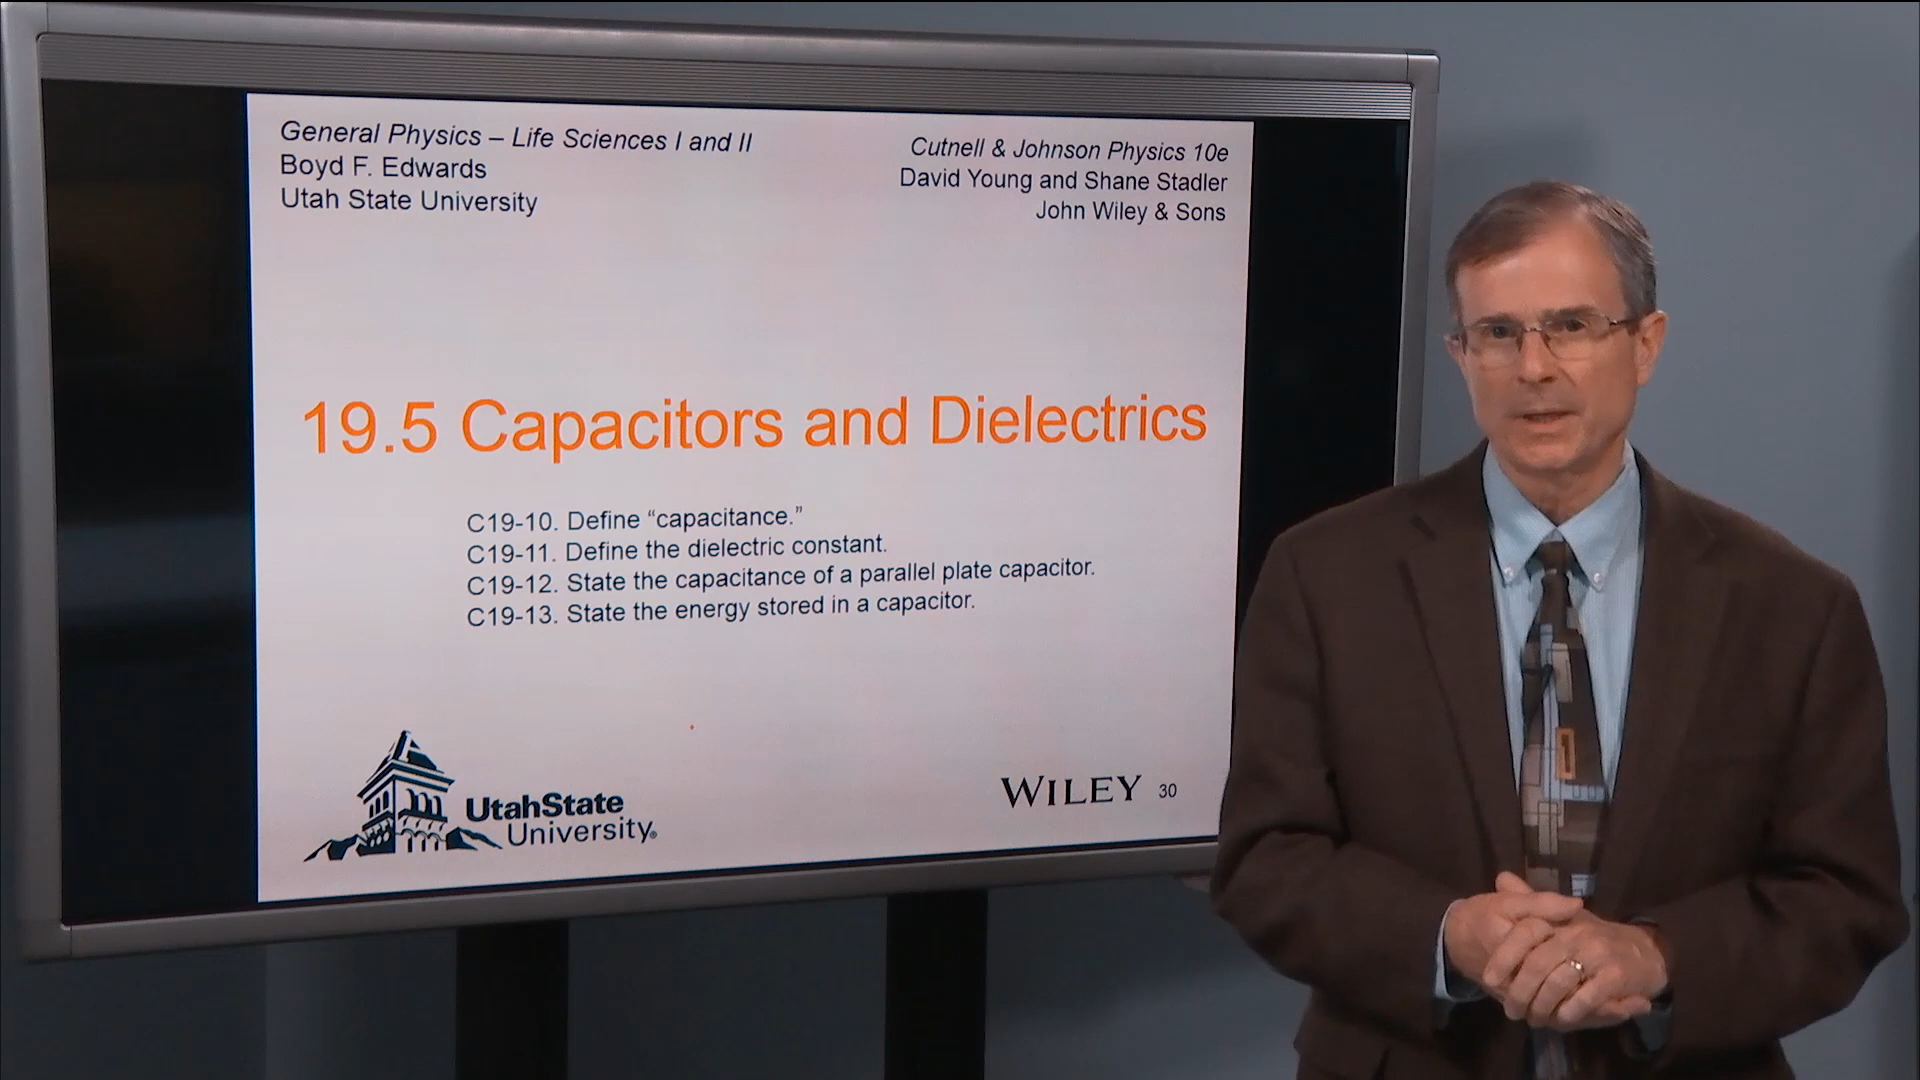 General Physics – Life Sciences I and II
Boyd F. Edwards
Utah State University
Cutnell & Johnson Physics 10e
David Young and Shane Stadler
John Wiley & Sons
19.5 Capacitors and Dielectrics
C19-10. Define “capacitance.”
C19-11. Define the dielectric constant.
C19-12. State the capacitance of a parallel plate capacitor.
C19-13. State the energy stored in a capacitor.
UtahState
University®
WILEY 30